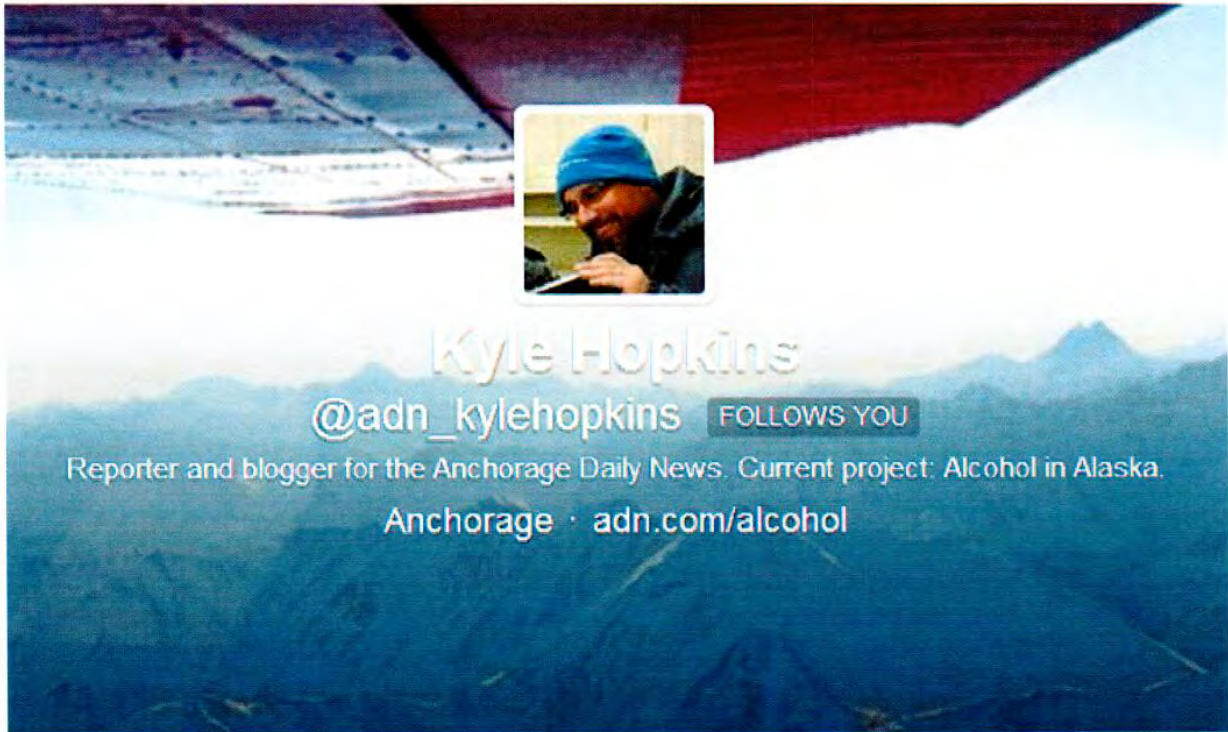 Kyle Hopkins
@adn_kylehopkins FOLLOWS YOU
Reporter and blogger for the Anchorage Daily News. Current project: Alcohol in Alaska.
Anchorage · adn.com/alcohol